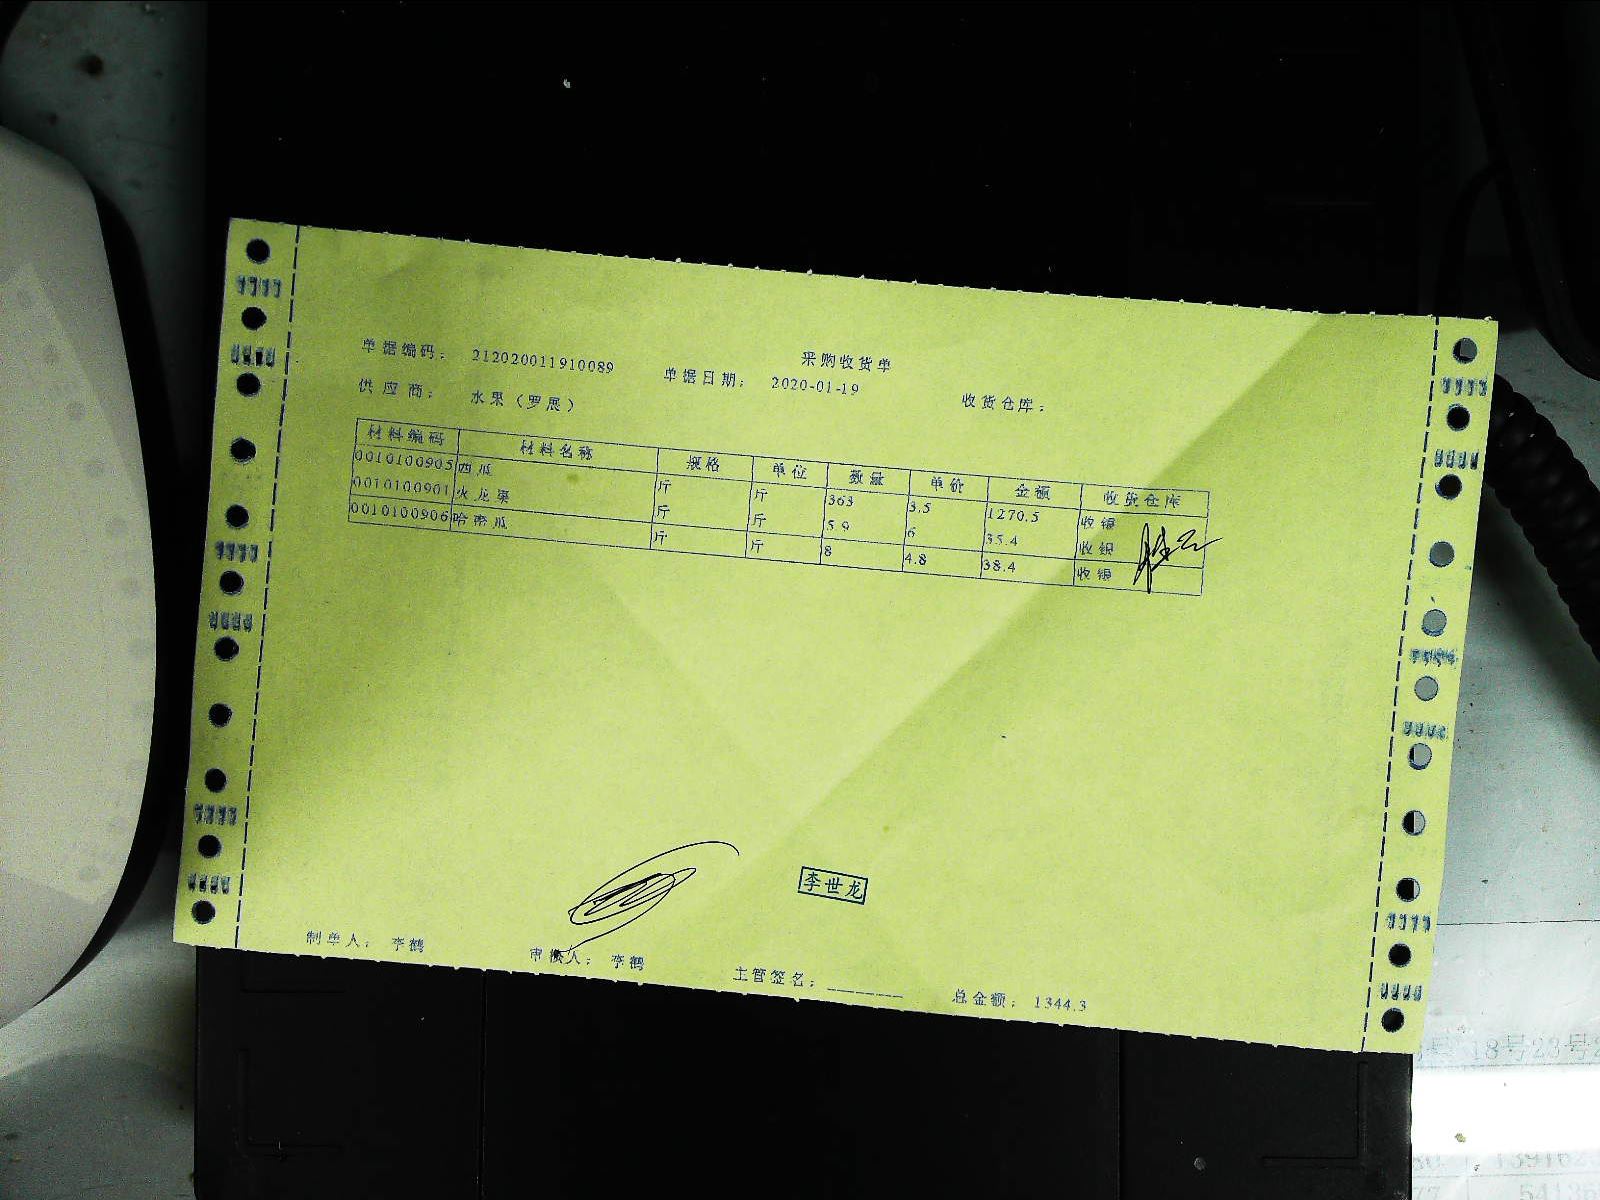 采购收货单
单据编码： 212020011910089 单据日期： 2020-01-19 收货仓库：
供应商： 水果（罗展）
材料编码 材料名称 规格 单位 数量 单价 金额 收货仓库
0010100905 西瓜 斤 斤 363 3.5 1270.5 收银
0010100901 火龙果 斤 斤 5.9 6 35.4 收银
0010100906 哈密瓜 斤 斤 8 4.8 38.4 收银
李世龙
制单人： 李鹤 审核人： 李鹤 主管签名：_______ 总金额： 1344.3
18号23号